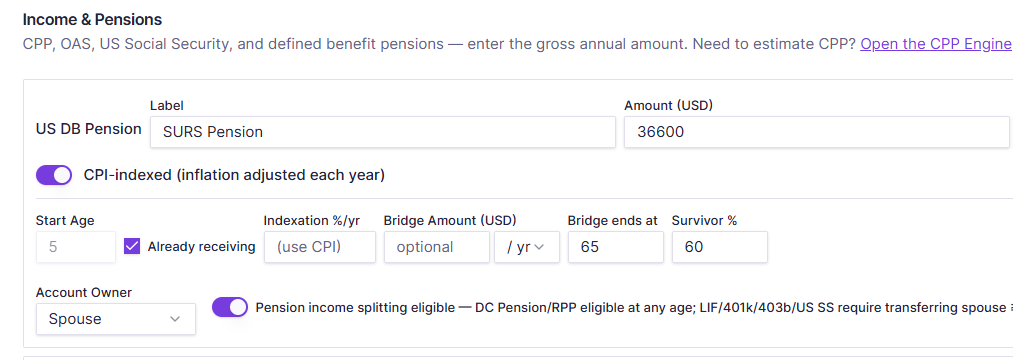 Income & Pensions
CPP, OAS, US Social Security, and defined benefit pensions — enter the gross annual amount. Need to estimate CPP? Open the CPP Engine
Label
Amount (USD)
US DB Pension
SURS Pension
36600
CPI-indexed (inflation adjusted each year)
Start Age
Indexation %/yr
Bridge Amount (USD)
Bridge ends at
Survivor %
5
Already receiving
(use CPI)
optional
/ yr
65
60
Account Owner
Spouse
Pension income splitting eligible — DC Pension/RPP eligible at any age; LIF/401k/403b/US SS require transferring spouse